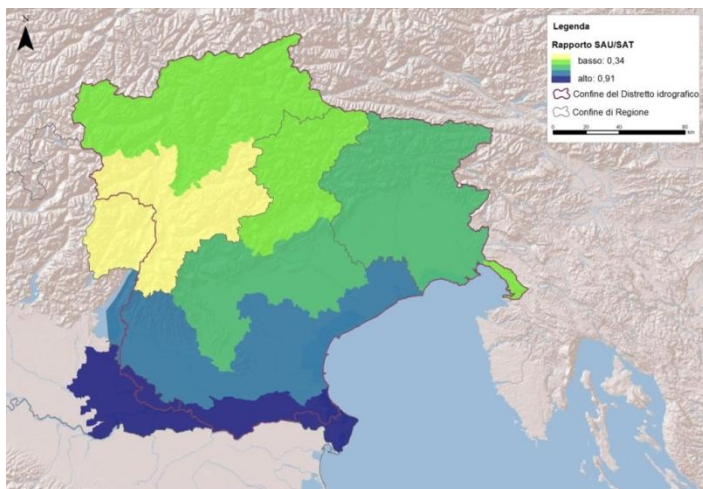 N
Legenda
Rapporto SAU/SAT
basso: 0,34
alto: 0,91
Confine del Distretto idrografico
Confine di Regione
0 20 40 80
km